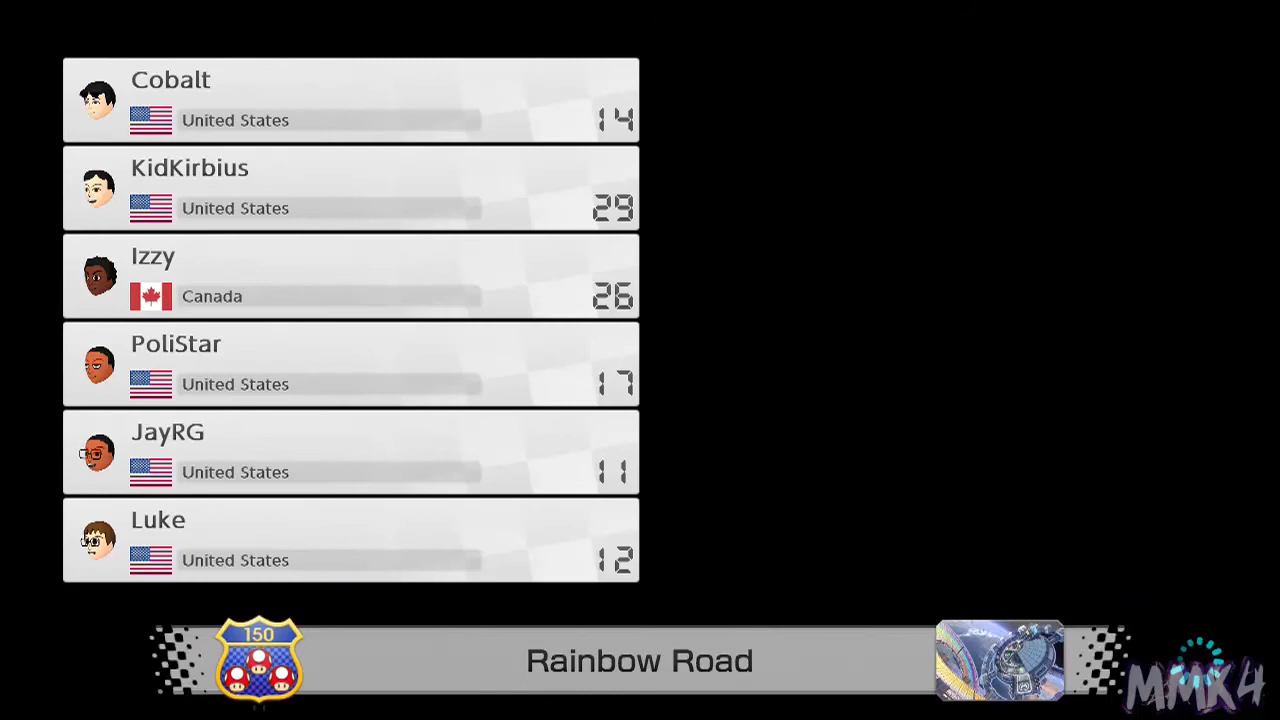 Cobalt
United States
14
KidKirbius
United States
29
Izzy
Canada
26
PoliStar
United States
17
JayRG
United States
11
Luke
United States
12
150
Rainbow Road
MMK4